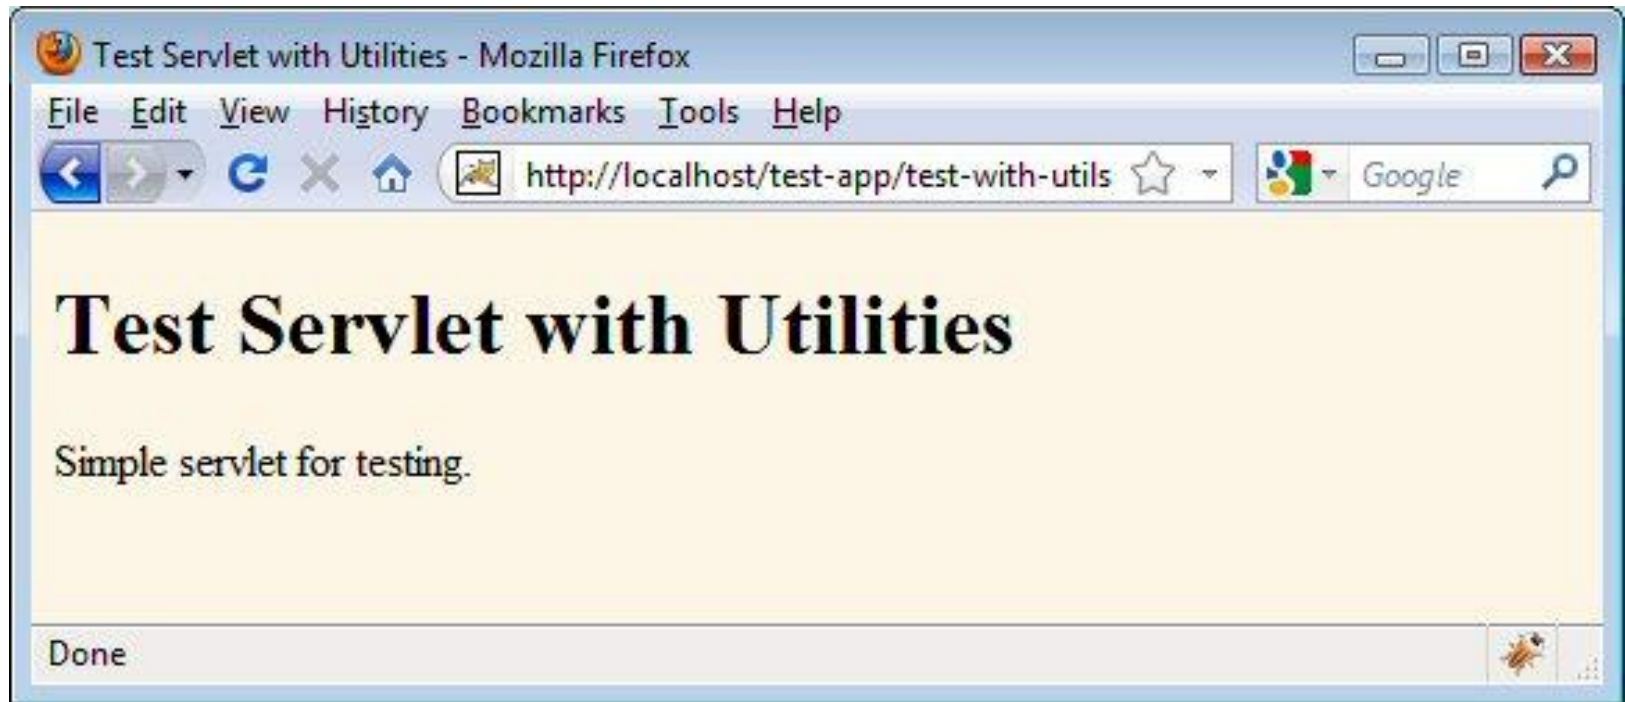 Test Servlet with Utilities - Mozilla Firefox
File Edit View History Bookmarks Tools Help
http://localhost/test-app/test-with-utils Google
Test Servlet with Utilities
Simple servlet for testing.
Done